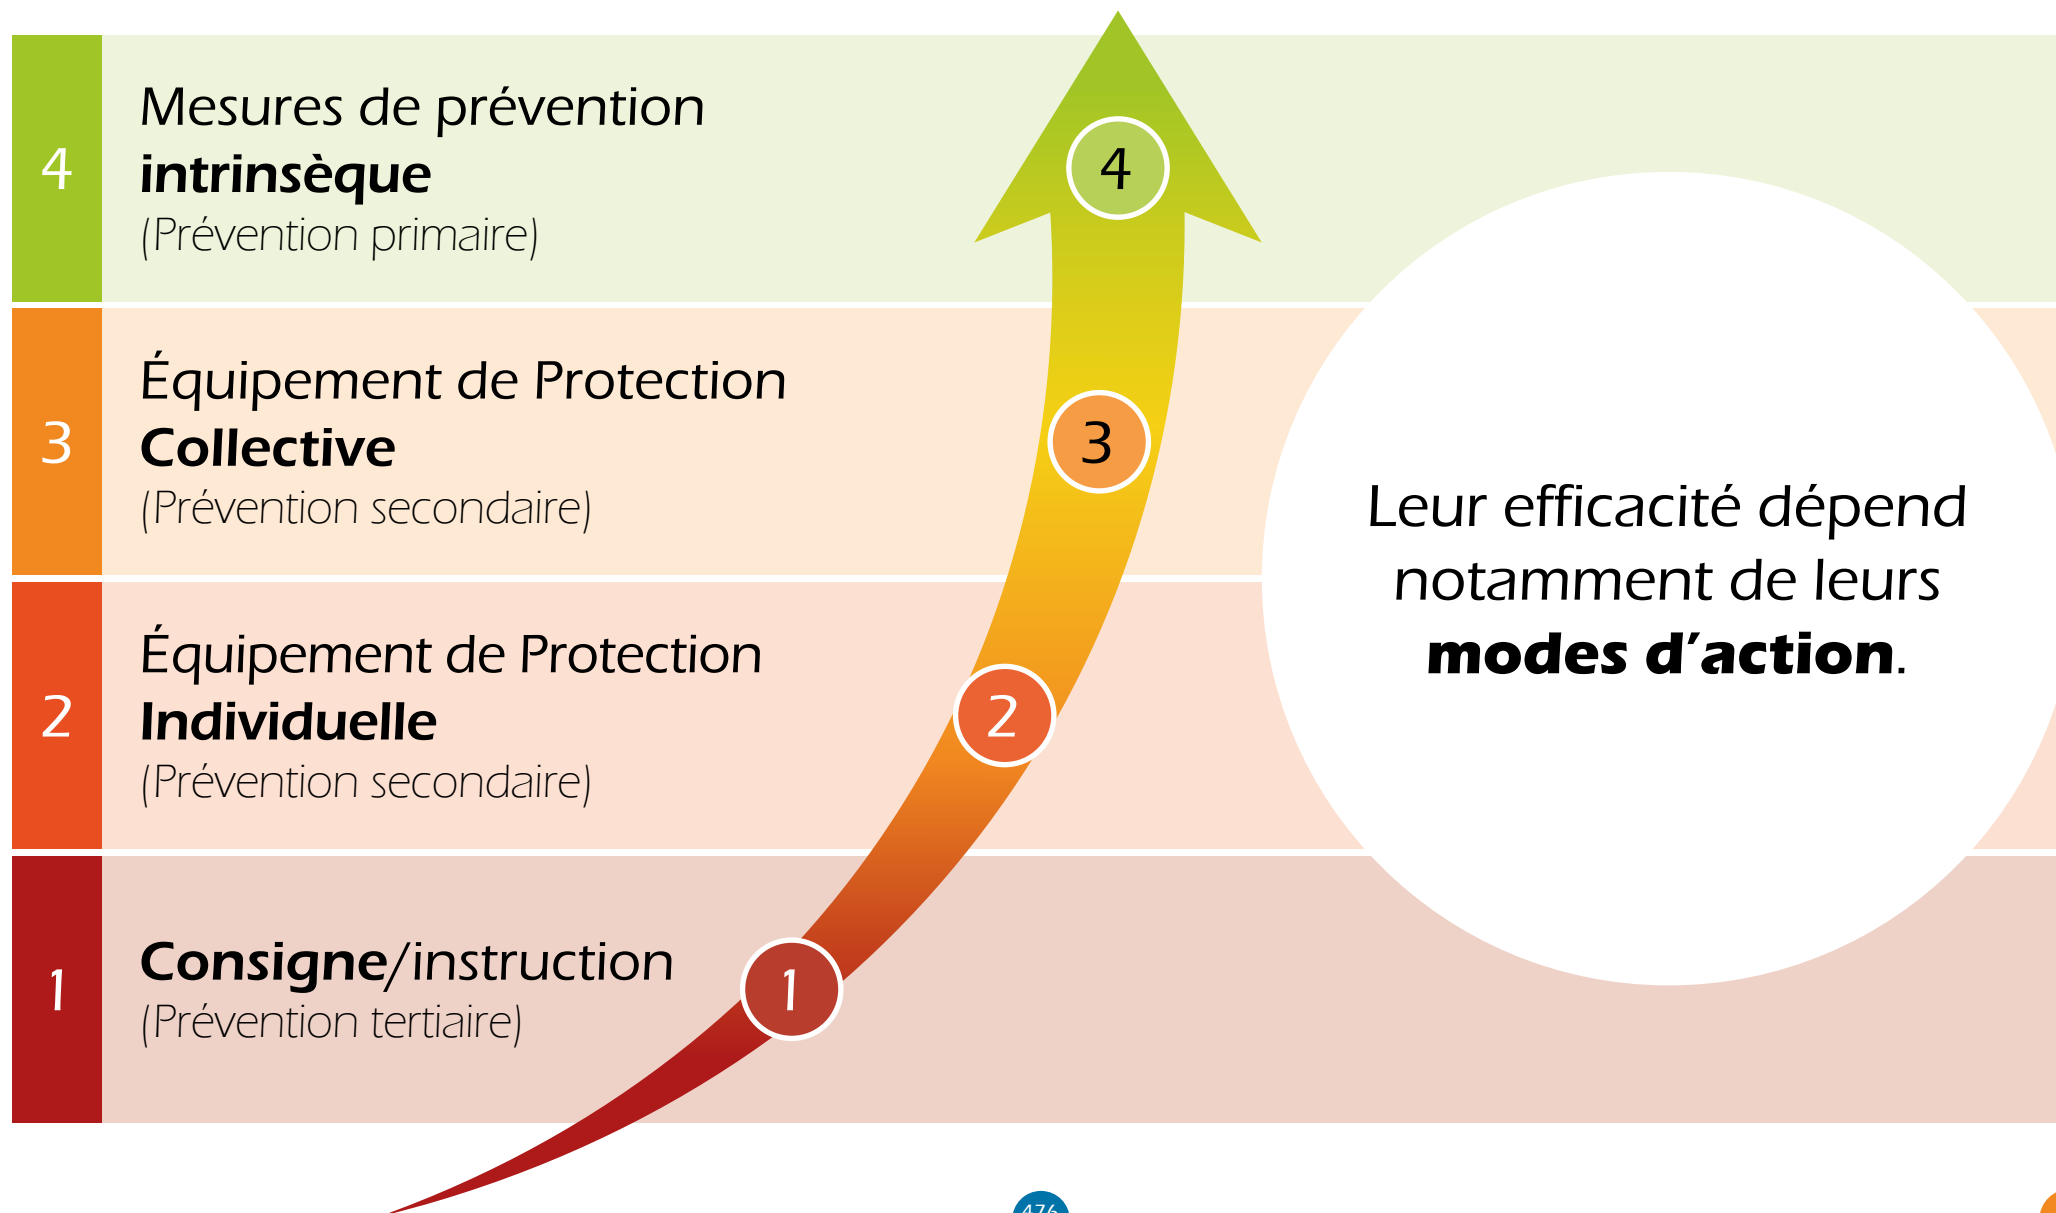 4
Mesures de prévention
intrinsèque
(Prévention primaire)
4
3
Équipement de Protection
Collective
(Prévention secondaire)
3
Leur efficacité dépend
notamment de leurs
modes d’action.
2
Équipement de Protection
Individuelle
(Prévention secondaire)
2
1
Consigne/instruction
(Prévention tertiaire)
1
476